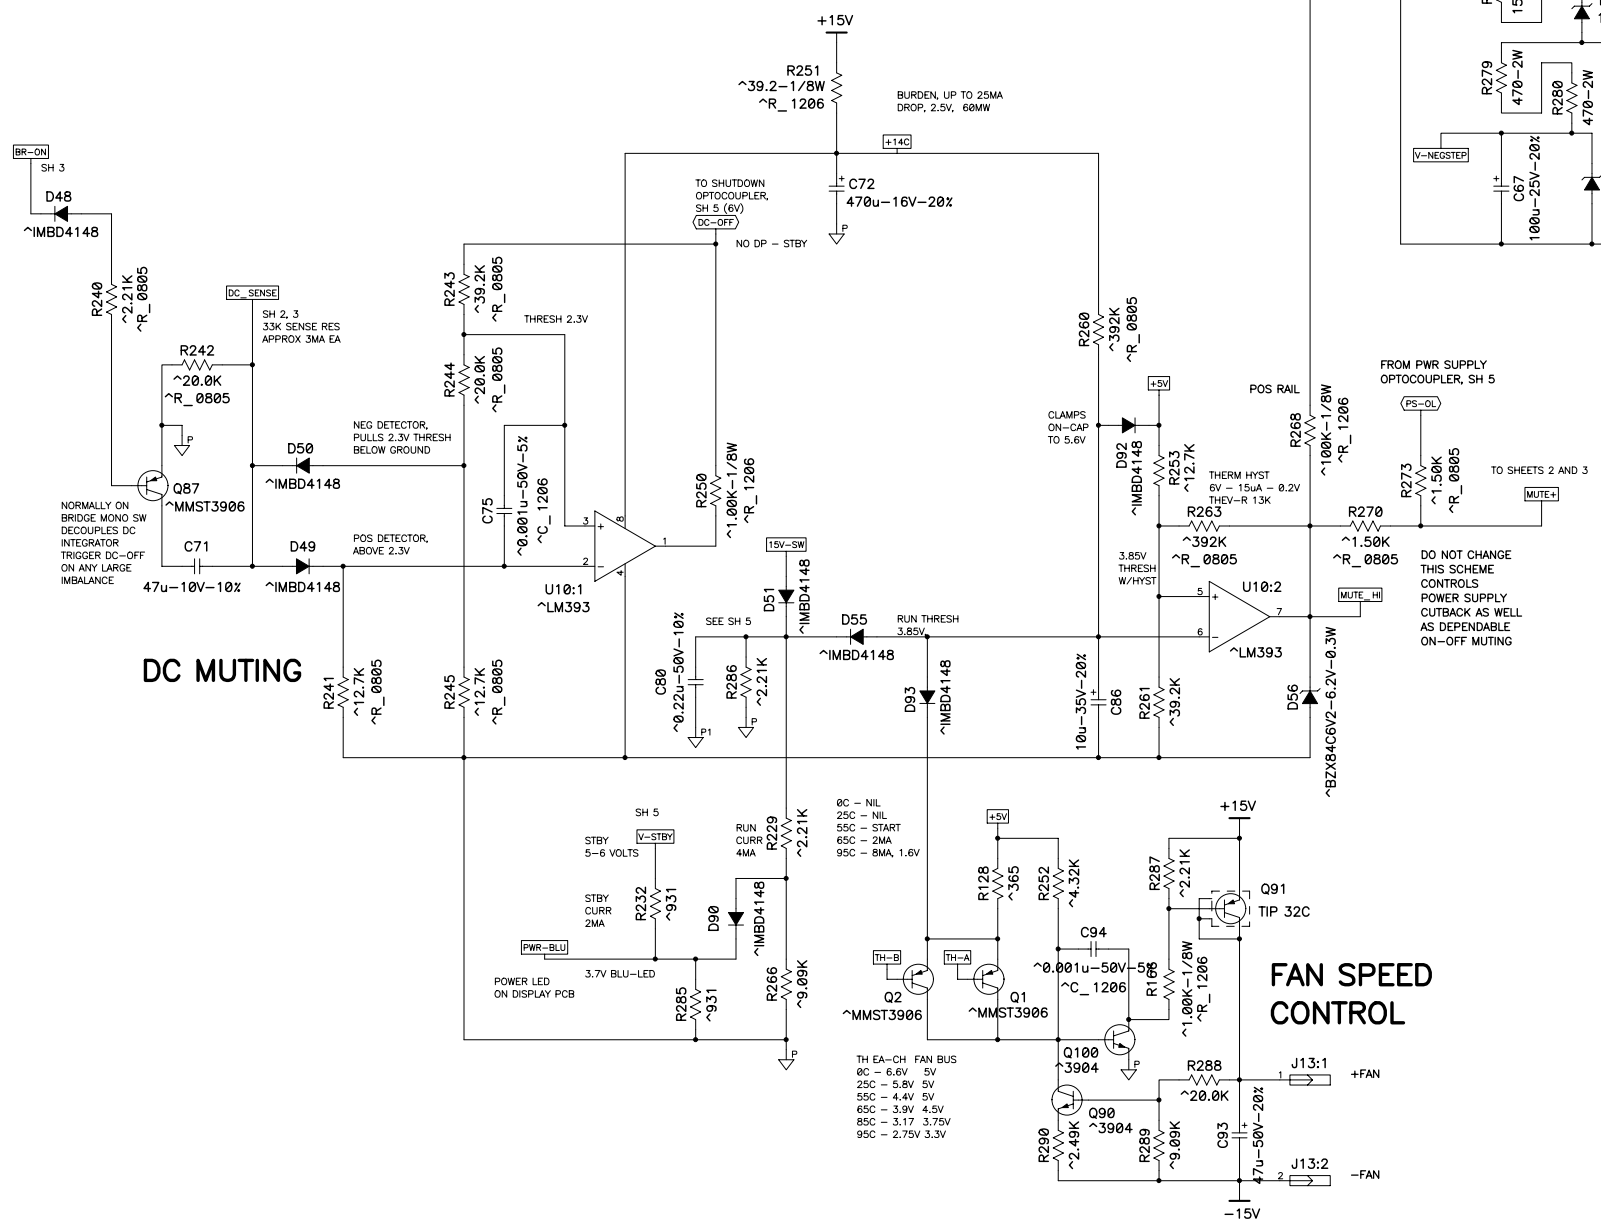 +15V
R251
^39.2-1/8W
^R_1206
BURDEN, UP TO 25MA
DROP, 2.5V, 60MW
+14C
C72
470u-16V-20%
P
R279
470-2W
R280
470-2W
V-NEGSTEP
C67
100u-25V-20%
BR-ON
SH 3
D48
^IMBD4148
R240
^2.21K
^R_0805
DC_SENSE
SH 2, 3
33K SENSE RES
APPROX 3MA EA
R242
^20.0K
^R_0805
P
Q87
^MMST3906
NORMALLY ON
BRIDGE MONO SW
DECOUPLES DC
INTEGRATOR
TRIGGER DC-OFF
ON ANY LARGE
IMBALANCE
C71
47u-10V-10%
D50
^IMBD4148
D49
^IMBD4148
NEG DETECTOR,
PULLS 2.3V THRESH
BELOW GROUND
POS DETECTOR,
ABOVE 2.3V
TO SHUTDOWN
OPTOCOUPLER,
SH 5 (6V)
DC-OFF
NO DP - STBY
R243
^39.2K
^R_0805
THRESH 2.3V
R244
^20.0K
^R_0805
C75
^0.001u-50V-5%
^C_1206
R250
^1.00K-1/8W
^R_1206
3
2
8
4
1
U10:1
^LM393
DC MUTING
R241
^12.7K
^R_0805
R245
^12.7K
^R_0805
15V-SW
D51
^IMBD4148
SEE SH 5
C80
^0.22u-50V-10%
P1
R286
^2.21K
P
D55
^IMBD4148
RUN THRESH
3.85V
D93
^IMBD4148
R260
^392K
^R_0805
CLAMPS
ON-CAP
TO 5.6V
D92
^IMBD4148
+5V
R253
^12.7K
THERM HYST
6V - 15uA - 0.2V
THEV-R 13K
R263
^392K
^R_0805
3.85V
THRESH
W/HYST
5
6
7
U10:2
^LM393
10u-35V-20%
C86
R261
^39.2K
D56
^BZX84C6V2-6.2V-0.3W
POS RAIL
R268
^100K-1/8W
^R_1206
FROM PWR SUPPLY
OPTOCOUPLER, SH 5
PS-OL
R273
^1.50K
^R_0805
R270
^1.50K
^R_0805
TO SHEETS 2 AND 3
MUTE+
MUTE_HI
DO NOT CHANGE
THIS SCHEME
CONTROLS
POWER SUPPLY
CUTBACK AS WELL
AS DEPENDABLE
ON-OFF MUTING
SH 5
V-STBY
STBY
5-6 VOLTS
STBY
CURR
2MA
R232
^931
PWR-BLU
3.7V BLU-LED
POWER LED
ON DISPLAY PCB
R285
^931
RUN
CURR
4MA
R229
^2.21K
D90
^IMBD4148
R266
^9.09K
P
0C - NIL
25C - NIL
55C - START
65C - 2MA
95C - 8MA, 1.6V
+5V
R128
^365
R252
^4.32K
TH-B
Q2
^MMST3906
TH-A
Q1
^MMST3906
C94
^0.001u-50V-5%
^C_1206
^1.00K-1/8W
^R_1206
R287
^2.21K
+15V
Q91
TIP 32C
FAN SPEED
CONTROL
Q100
^3904
P
TH EA-CH FAN BUS
0C - 6.6V 5V
25C - 5.8V 5V
55C - 4.4V 5V
65C - 3.9V 4.5V
85C - 3.17 3.75V
95C - 2.75V 3.3V
Q90
^3904
R290
^2.49K
R288
^20.0K
R289
^9.09K
C93
47u-50V-20%
1
J13:1
+FAN
2
J13:2
-FAN
-15V